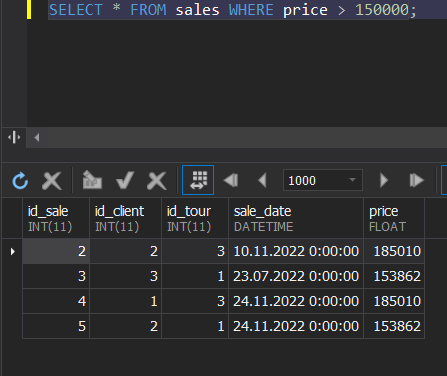 SELECT * FROM sales WHERE price > 150000;
1000
id_sale id_client id_tour sale_date price
INT(11) INT(11) INT(11) DATETIME FLOAT
2 2 3 10.11.2022 0:00:00 185010
3 3 1 23.07.2022 0:00:00 153862
4 1 3 24.11.2022 0:00:00 185010
5 2 1 24.11.2022 0:00:00 153862